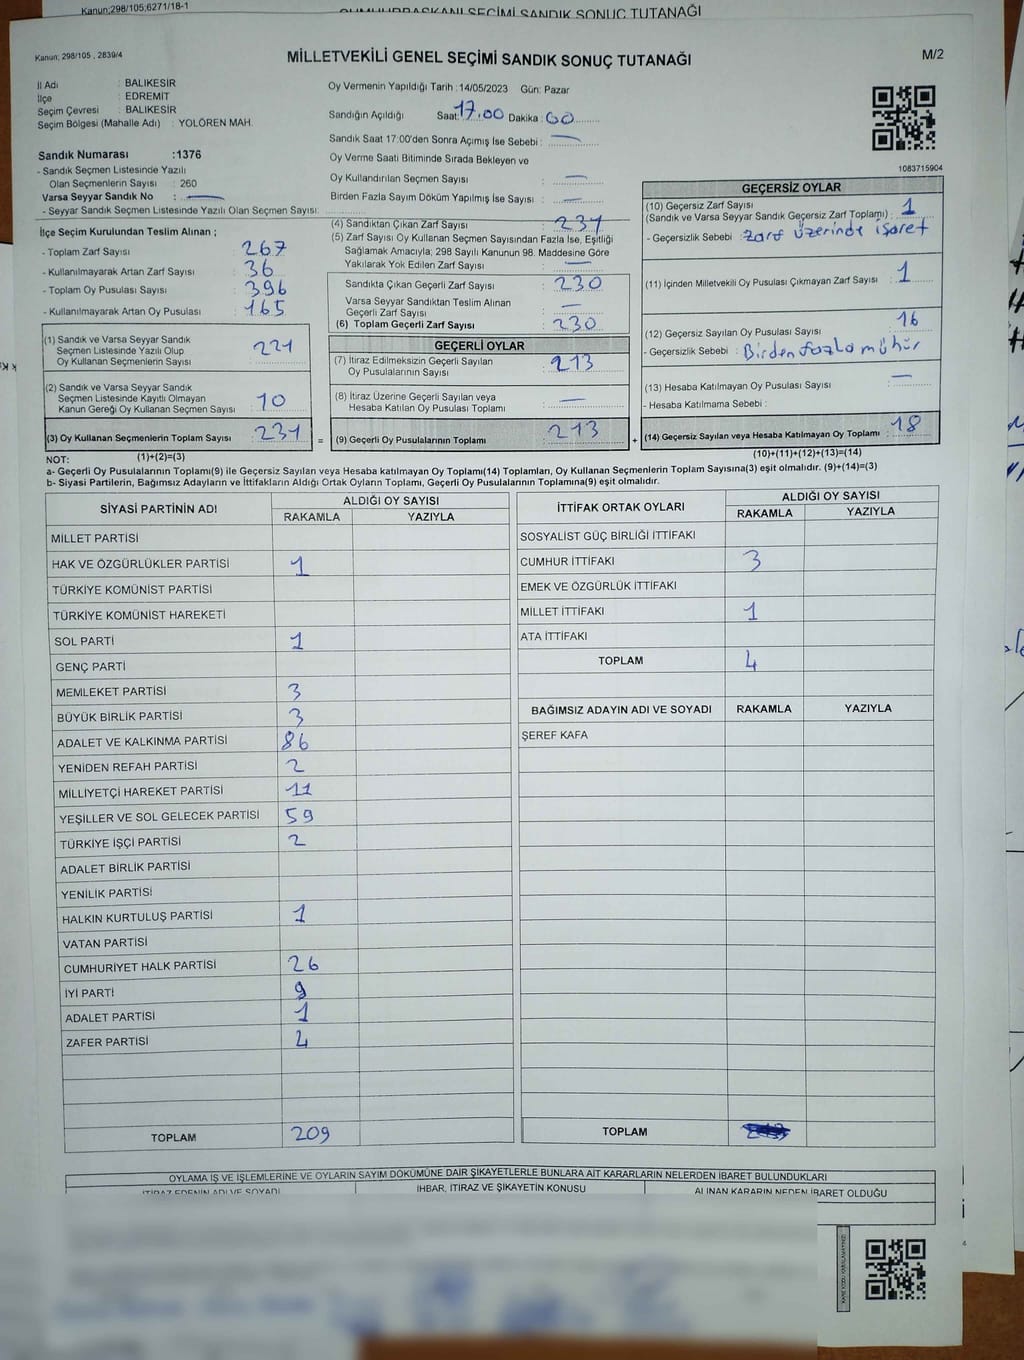 Kanun;298/105;6271/18-1
CUMHURBAŞKANI SEÇİMİ SANDIK SONUÇ TUTANAĞI
Kanun; 298/105 , 2839/4
MİLLETVEKİLİ GENEL SEÇİMİ SANDIK SONUÇ TUTANAĞI
M/2
İl Adı : BALIKESİR
İlçe : EDREMİT
Seçim Çevresi : BALIKESİR
Seçim Bölgesi (Mahalle Adı) : YOLÖREN MAH.
Sandık Numarası :1376
- Sandık Seçmen Listesinde Yazılı
Olan Seçmenlerin Sayısı : 260
Varsa Seyyar Sandık No : —
- Seyyar Sandık Seçmen Listesinde Yazılı Olan Seçmen Sayısı:
Oy Vermenin Yapıldığı Tarih :14/05/2023 Gün: Pazar
Sandığın Açıldığı Saat:17:00 Dakika : 00
Sandık Saat 17:00'den Sonra Açımış İse Sebebi : —
Oy Verme Saati Bitiminde Sırada Bekleyen ve
Oy Kullandırılan Seçmen Sayısı : —
Birden Fazla Sayım Döküm Yapılmış İse Sayısı : —
1083715904
İlçe Seçim Kurulundan Teslim Alınan ;
- Toplam Zarf Sayısı : 267
- Kullanılmayarak Artan Zarf Sayısı : 36
- Toplam Oy Pusulası Sayısı : 396
- Kullanılmayarak Artan Oy Pusulası : 165
(1) Sandık ve Varsa Seyyar Sandık
Seçmen Listesinde Yazılı Olup
Oy Kullanan Seçmenlerin Sayısı : 221
(2) Sandık ve Varsa Seyyar Sandık
Seçmen Listesinde Kayıtlı Olmayan
Kanun Gereği Oy Kullanan Seçmen Sayısı : 10
(3) Oy Kullanan Seçmenlerin Toplam Sayısı : 231 =
(4) Sandıktan Çıkan Zarf Sayısı : 231
(5) Zarf Sayısı Oy Kullanan Seçmen Sayısından Fazla İse, Eşitliği
Sağlamak Amacıyla; 298 Sayılı Kanunun 98. Maddesine Göre
Yakılarak Yok Edilen Zarf Sayısı : —
Sandıkta Çıkan Geçerli Zarf Sayısı : 230
Varsa Seyyar Sandıktan Teslim Alınan
Geçerli Zarf Sayısı : —
(6) Toplam Geçerli Zarf Sayısı : 230
GEÇERLİ OYLAR
(7) İtiraz Edilmeksizin Geçerli Sayılan
Oy Pusulalarının Sayısı : 213
(8) İtiraz Üzerine Geçerli Sayılan veya
Hesaba Katılan Oy Pusulası Toplamı : —
(9) Geçerli Oy Pusulalarının Toplamı : 213 +
GEÇERSİZ OYLAR
(10) Geçersiz Zarf Sayısı
(Sandık ve Varsa Seyyar Sandık Geçersiz Zarf Toplamı) : 1
- Geçersizlik Sebebi : Zarf üzerinde işaret
(11) İçinden Milletvekili Oy Pusulası Çıkmayan Zarf Sayısı : 1
(12) Geçersiz Sayılan Oy Pusulası Sayısı : 16
- Geçersizlik Sebebi : Birden fazla mühür
(13) Hesaba Katılmayan Oy Pusulası Sayısı : —
- Hesaba Katılmama Sebebi :
(14) Geçersiz Sayılan veya Hesaba Katılmayan Oy Toplamı : 18
NOT: (1)+(2)=(3)
(10)+(11)+(12)+(13)=(14)
a- Geçerli Oy Pusulalarının Toplamı(9) ile Geçersiz Sayılan veya Hesaba katılmayan Oy Toplamı(14) Toplamları, Oy Kullanan Seçmenlerin Toplam Sayısına(3) eşit olmalıdır. (9)+(14)=(3)
b- Siyasi Partilerin, Bağımsız Adayların ve İttifakların Aldığı Ortak Oyların Toplamı, Geçerli Oy Pusulalarının Toplamına(9) eşit olmalıdır.
SİYASİ PARTİNİN ADI ALDIĞI OY SAYISI
RAKAMLA YAZIYLA
MİLLET PARTİSİ
HAK VE ÖZGÜRLÜKLER PARTİSİ 1
TÜRKİYE KOMÜNİST PARTİSİ
TÜRKİYE KOMÜNİST HAREKETİ
SOL PARTİ 1
GENÇ PARTİ
MEMLEKET PARTİSİ 3
BÜYÜK BİRLİK PARTİSİ 3
ADALET VE KALKINMA PARTİSİ 86
YENİDEN REFAH PARTİSİ 2
MİLLİYETÇİ HAREKET PARTİSİ 11
YEŞİLLER VE SOL GELECEK PARTİSİ 59
TÜRKİYE İŞÇİ PARTİSİ 2
ADALET BİRLİK PARTİSİ
YENİLİK PARTİSİ
HALKIN KURTULUŞ PARTİSİ 1
VATAN PARTİSİ
CUMHURİYET HALK PARTİSİ 26
İYİ PARTİ 9
ADALET PARTİSİ 1
ZAFER PARTİSİ 4
TOPLAM 209
İTTİFAK ORTAK OYLARI ALDIĞI OY SAYISI
RAKAMLA YAZIYLA
SOSYALİST GÜÇ BİRLİĞİ İTTİFAKI
CUMHUR İTTİFAKI 3
EMEK VE ÖZGÜRLÜK İTTİFAKI
MİLLET İTTİFAKI 1
ATA İTTİFAKI
TOPLAM 4
BAĞIMSIZ ADAYIN ADI VE SOYADI RAKAMLA YAZIYLA
ŞEREF KAFA
TOPLAM
OYLAMA İŞ VE İŞLEMLERİNE VE OYLARIN SAYIM DÖKÜMÜNE DAİR ŞİKAYETLERLE BUNLARA AİT KARARLARIN NELERDEN İBARET BULUNDUKLARI
İTİRAZ EDENİN ADI VE SOYADI İHBAR, İTİRAZ VE ŞİKAYETİN KONUSU ALINAN KARARIN NEDEN İBARET OLDUĞU